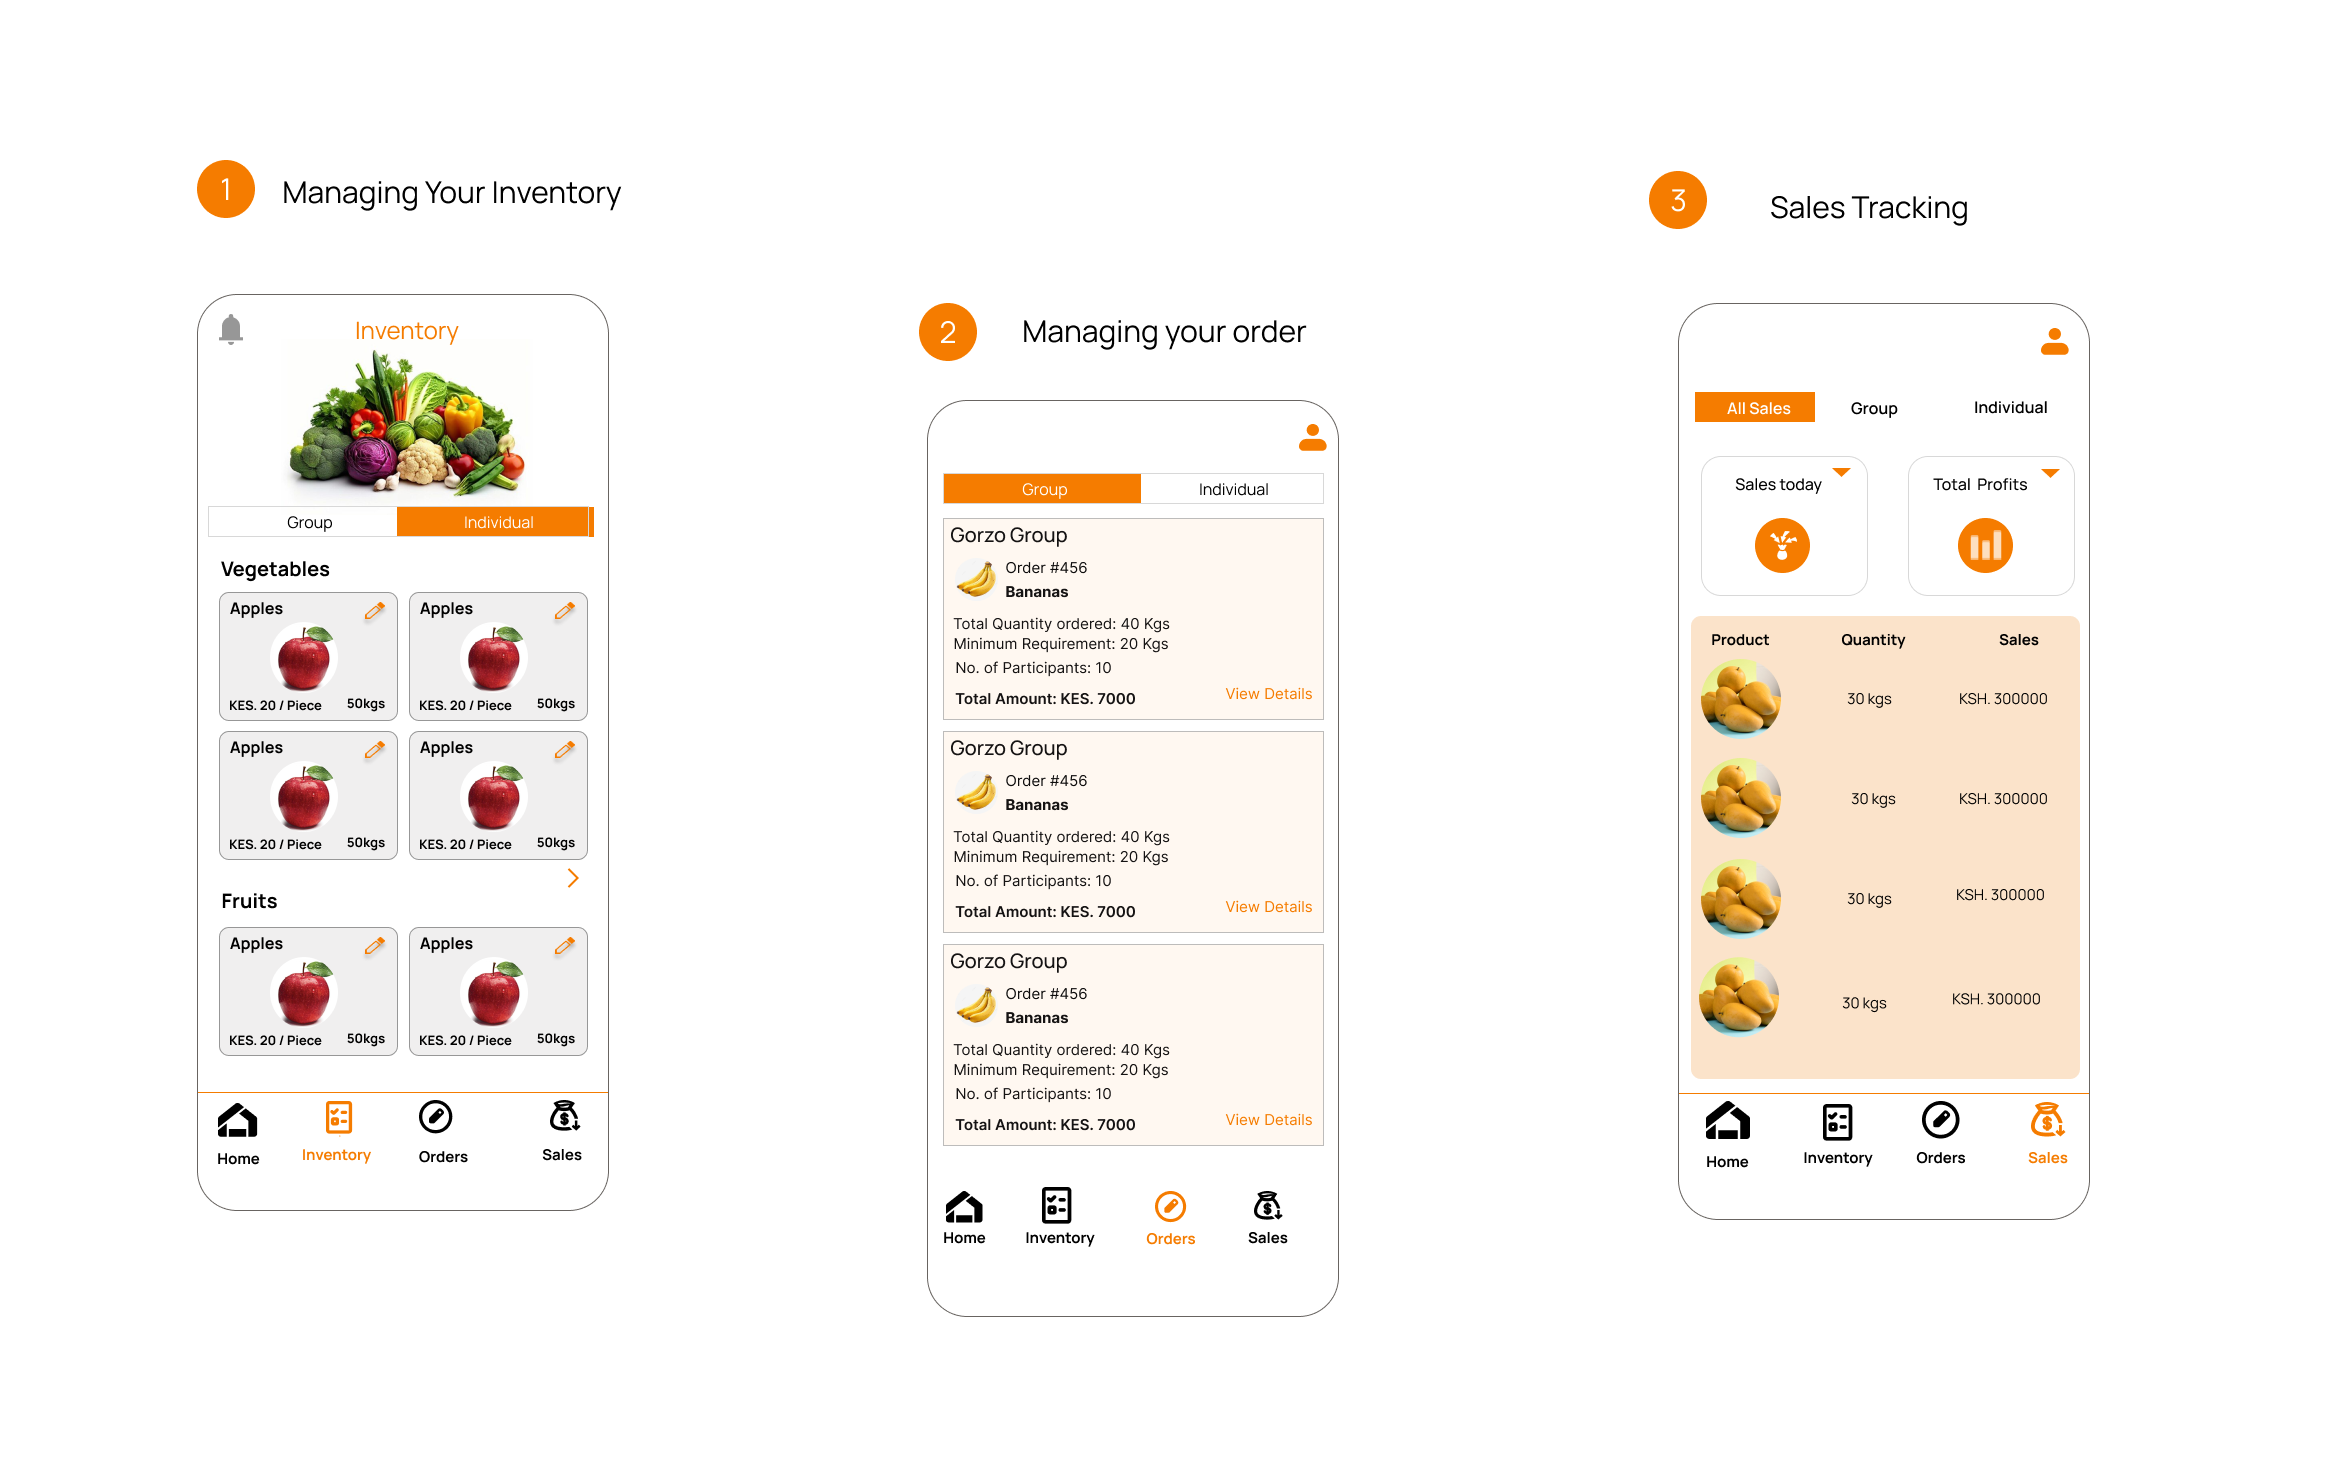 1 Managing Your Inventory
Inventory
Group Individual
Vegetables
Apples Apples
KES. 20 / Piece 50kgs KES. 20 / Piece 50kgs
Apples Apples
KES. 20 / Piece 50kgs KES. 20 / Piece 50kgs
Fruits
Apples Apples
KES. 20 / Piece 50kgs KES. 20 / Piece 50kgs
Home Inventory Orders Sales
2 Managing your order
Group Individual
Gorzo Group
Order #456
Bananas
Total Quantity ordered: 40 Kgs
Minimum Requirement: 20 Kgs
No. of Participants: 10
Total Amount: KES. 7000 View Details
Gorzo Group
Order #456
Bananas
Total Quantity ordered: 40 Kgs
Minimum Requirement: 20 Kgs
No. of Participants: 10
Total Amount: KES. 7000 View Details
Gorzo Group
Order #456
Bananas
Total Quantity ordered: 40 Kgs
Minimum Requirement: 20 Kgs
No. of Participants: 10
Total Amount: KES. 7000 View Details
Home Inventory Orders Sales
3 Sales Tracking
All Sales Group Individual
Sales today Total Profits
Product Quantity Sales
30 kgs KSH. 300000
30 kgs KSH. 300000
30 kgs KSH. 300000
30 kgs KSH. 300000
Home Inventory Orders Sales